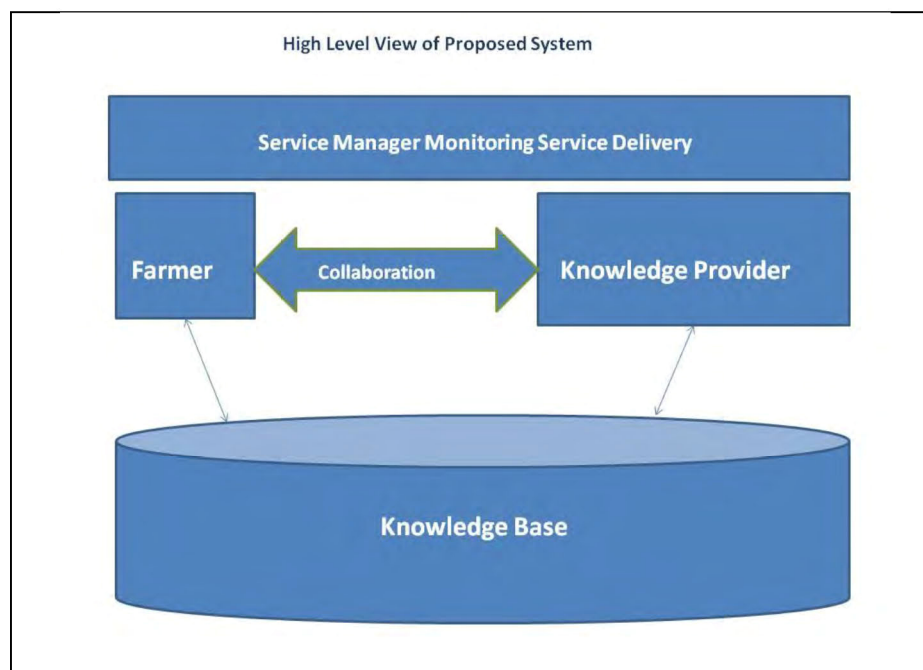 High Level View of Proposed System
Service Manager Monitoring Service Delivery
Farmer
Collaboration
Knowledge Provider
Knowledge Base